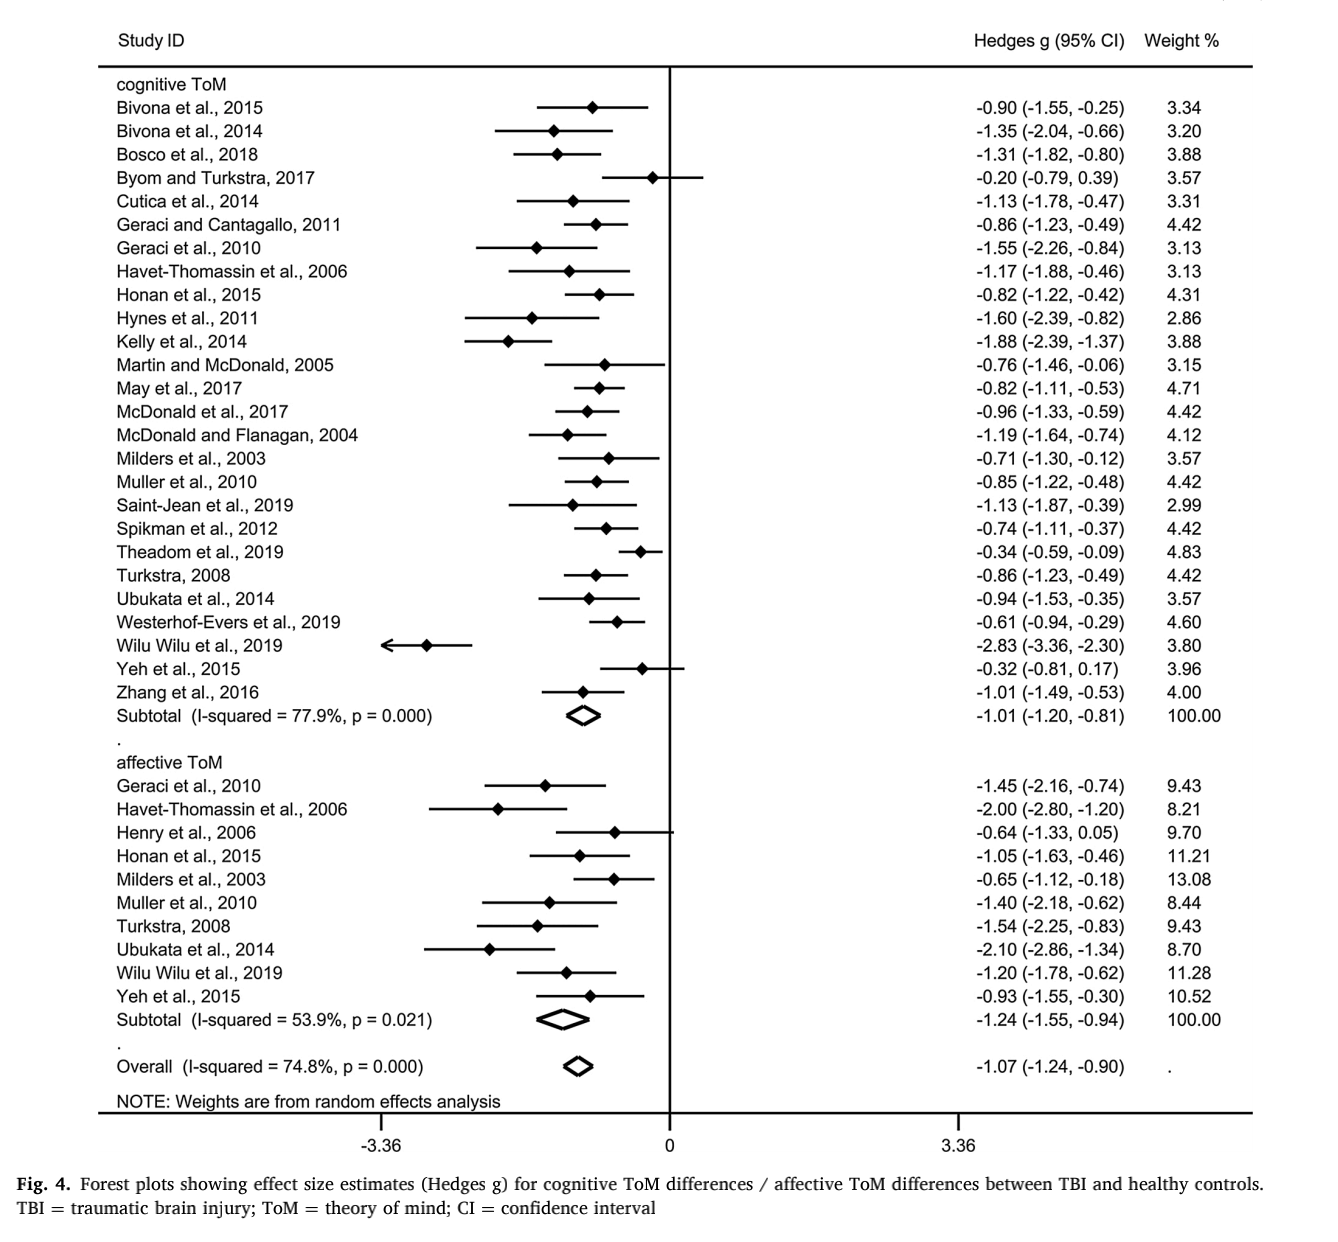 Study ID Hedges g (95% CI) Weight %
cognitive ToM
Bivona et al., 2015 -0.90 (-1.55, -0.25) 3.34
Bivona et al., 2014 -1.35 (-2.04, -0.66) 3.20
Bosco et al., 2018 -1.31 (-1.82, -0.80) 3.88
Byom and Turkstra, 2017 -0.20 (-0.79, 0.39) 3.57
Cutica et al., 2014 -1.13 (-1.78, -0.47) 3.31
Geraci and Cantagallo, 2011 -0.86 (-1.23, -0.49) 4.42
Geraci et al., 2010 -1.55 (-2.26, -0.84) 3.13
Havet-Thomassin et al., 2006 -1.17 (-1.88, -0.46) 3.13
Honan et al., 2015 -0.82 (-1.22, -0.42) 4.31
Hynes et al., 2011 -1.60 (-2.39, -0.82) 2.86
Kelly et al., 2014 -1.88 (-2.39, -1.37) 3.88
Martin and McDonald, 2005 -0.76 (-1.46, -0.06) 3.15
May et al., 2017 -0.82 (-1.11, -0.53) 4.71
McDonald et al., 2017 -0.96 (-1.33, -0.59) 4.42
McDonald and Flanagan, 2004 -1.19 (-1.64, -0.74) 4.12
Milders et al., 2003 -0.71 (-1.30, -0.12) 3.57
Muller et al., 2010 -0.85 (-1.22, -0.48) 4.42
Saint-Jean et al., 2019 -1.13 (-1.87, -0.39) 2.99
Spikman et al., 2012 -0.74 (-1.11, -0.37) 4.42
Theadom et al., 2019 -0.34 (-0.59, -0.09) 4.83
Turkstra, 2008 -0.86 (-1.23, -0.49) 4.42
Ubukata et al., 2014 -0.94 (-1.53, -0.35) 3.57
Westerhof-Evers et al., 2019 -0.61 (-0.94, -0.29) 4.60
Wilu Wilu et al., 2019 -2.83 (-3.36, -2.30) 3.80
Yeh et al., 2015 -0.32 (-0.81, 0.17) 3.96
Zhang et al., 2016 -1.01 (-1.49, -0.53) 4.00
Subtotal (I-squared = 77.9%, p = 0.000) -1.01 (-1.20, -0.81) 100.00
.
affective ToM
Geraci et al., 2010 -1.45 (-2.16, -0.74) 9.43
Havet-Thomassin et al., 2006 -2.00 (-2.80, -1.20) 8.21
Henry et al., 2006 -0.64 (-1.33, 0.05) 9.70
Honan et al., 2015 -1.05 (-1.63, -0.46) 11.21
Milders et al., 2003 -0.65 (-1.12, -0.18) 13.08
Muller et al., 2010 -1.40 (-2.18, -0.62) 8.44
Turkstra, 2008 -1.54 (-2.25, -0.83) 9.43
Ubukata et al., 2014 -2.10 (-2.86, -1.34) 8.70
Wilu Wilu et al., 2019 -1.20 (-1.78, -0.62) 11.28
Yeh et al., 2015 -0.93 (-1.55, -0.30) 10.52
Subtotal (I-squared = 53.9%, p = 0.021) -1.24 (-1.55, -0.94) 100.00
.
Overall (I-squared = 74.8%, p = 0.000) -1.07 (-1.24, -0.90) .
NOTE: Weights are from random effects analysis
-3.36 0 3.36
Fig. 4. Forest plots showing effect size estimates (Hedges g) for cognitive ToM differences / affective ToM differences between TBI and healthy controls.
TBI = traumatic brain injury; ToM = theory of mind; CI = confidence interval